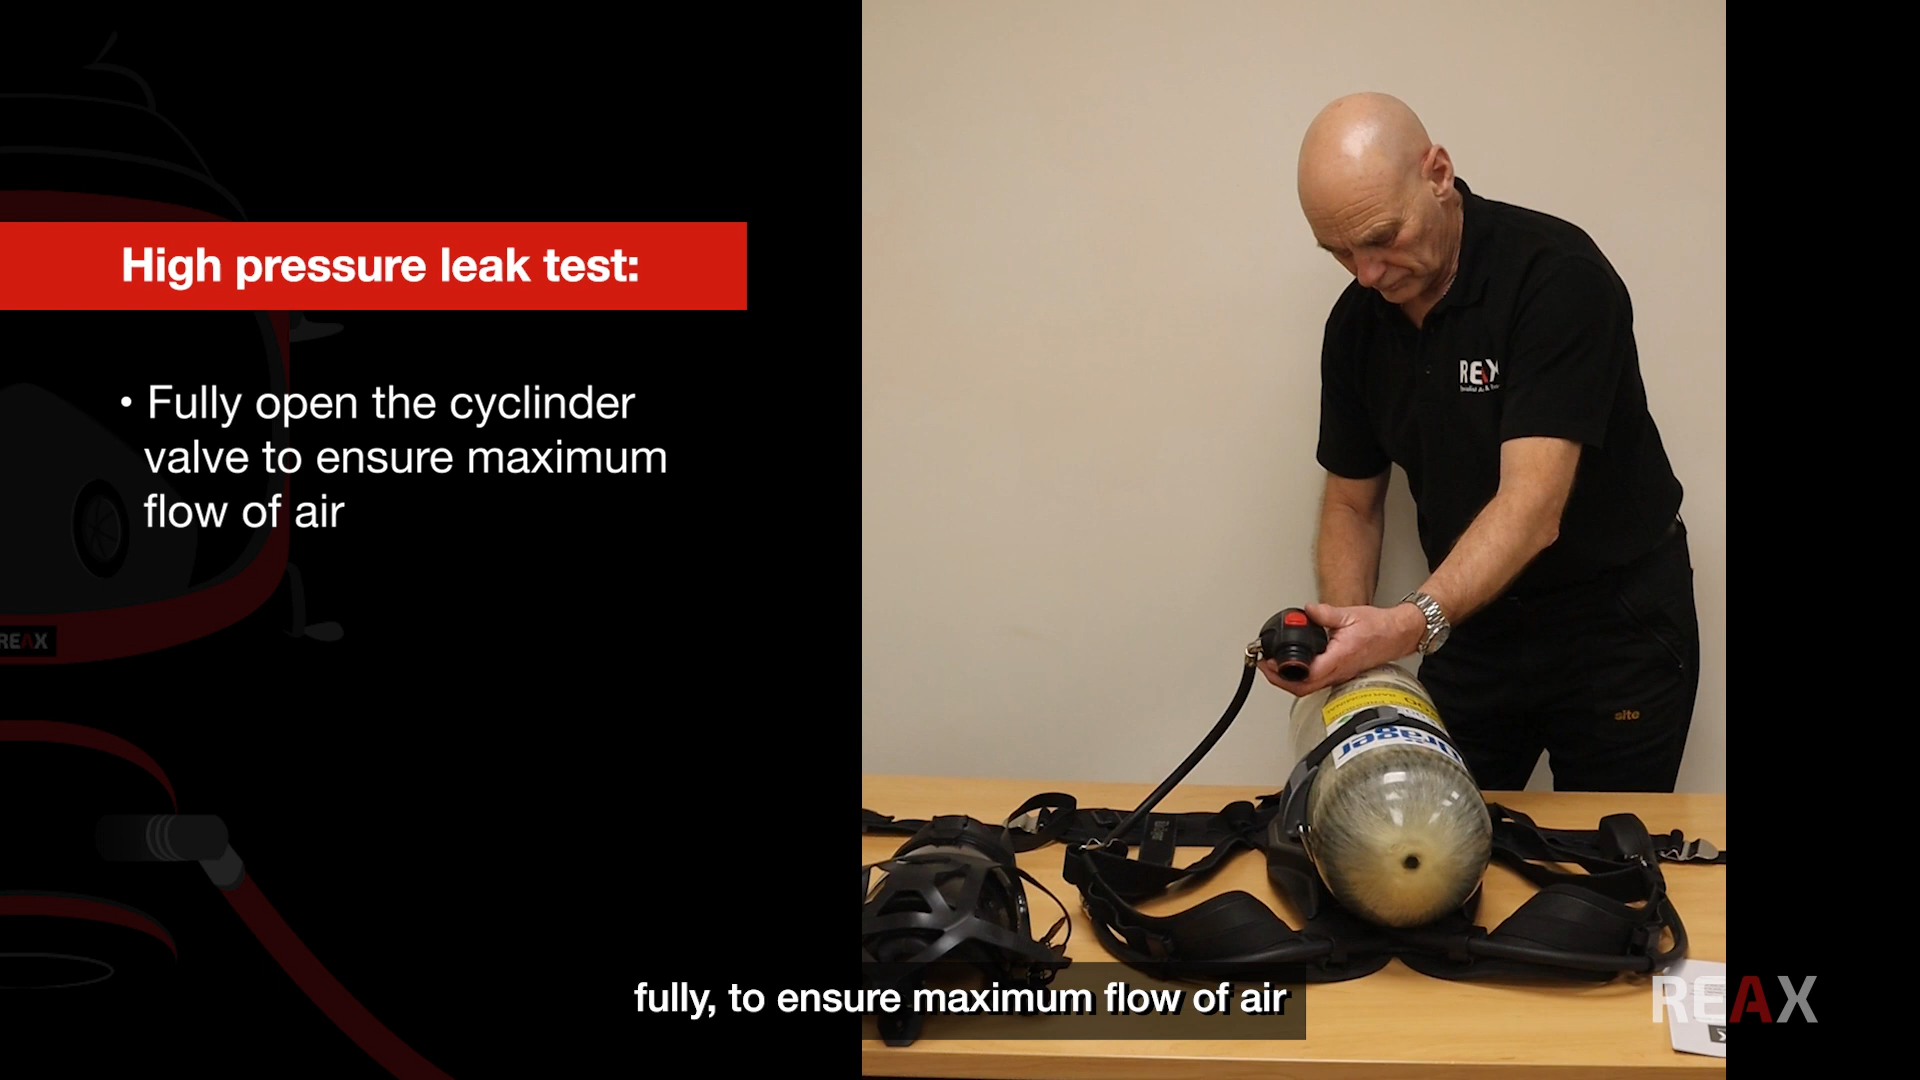 High pressure leak test:
• Fully open the cyclinder
valve to ensure maximum
flow of air
REAX
REAX
site
Dräger
fully, to ensure maximum flow of air
REAX